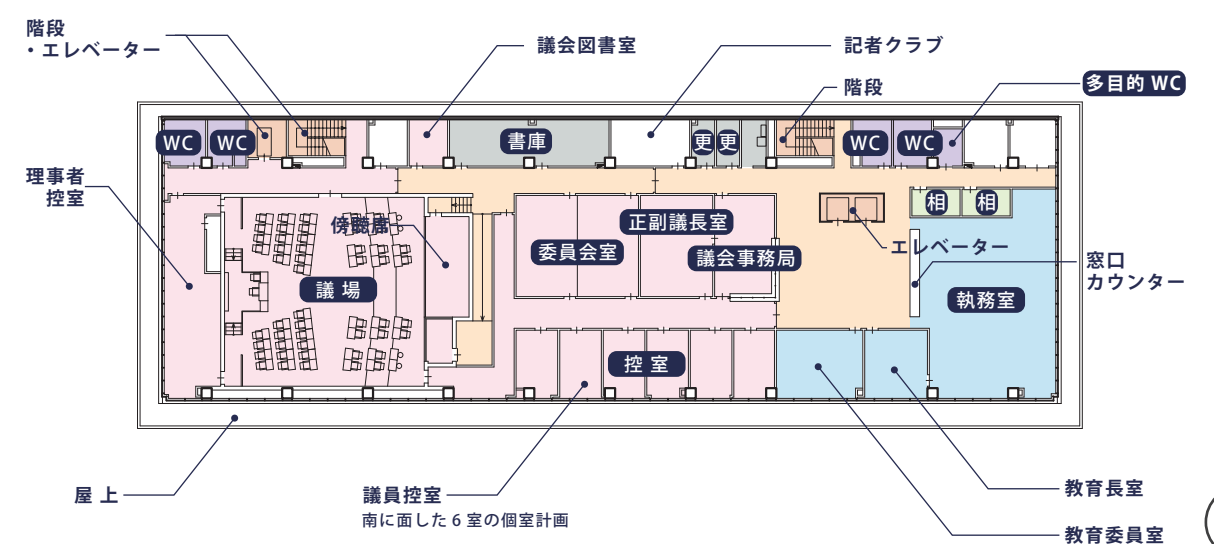 階段
・エレベーター
議会図書室
記者クラブ
階段
多目的 WC
WC
WC
書庫
更
更
WC
WC
理事者
控室
相
相
傍聴席
正副議長室
委員会室
議会事務局
エレベーター
窓口
カウンター
議 場
執務室
控 室
屋 上
議員控室
南に面した 6 室の個室計画
教育長室
教育委員室